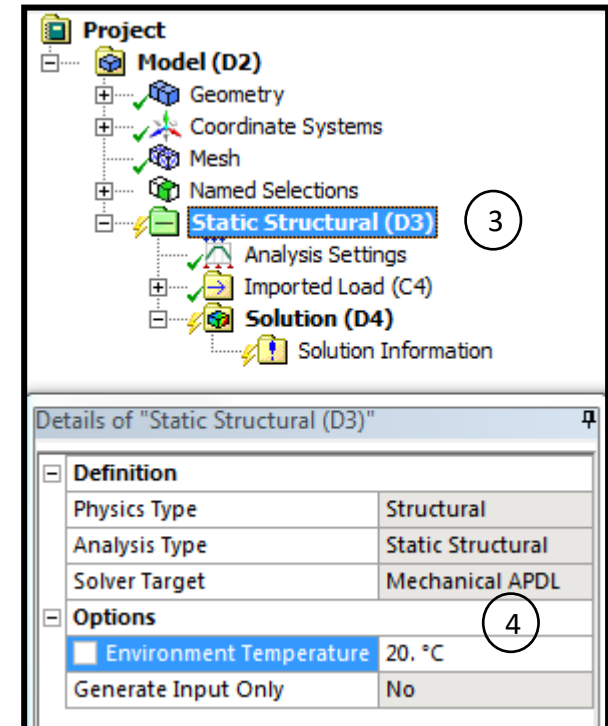 Project
Model (D2)
Geometry
Coordinate Systems
Mesh
Named Selections
Static Structural (D3) 3
Analysis Settings
Imported Load (C4)
Solution (D4)
Solution Information
Details of "Static Structural (D3)"
Definition
Physics Type Structural
Analysis Type Static Structural
Solver Target Mechanical APDL
Options 4
Environment Temperature 20. °C
Generate Input Only No